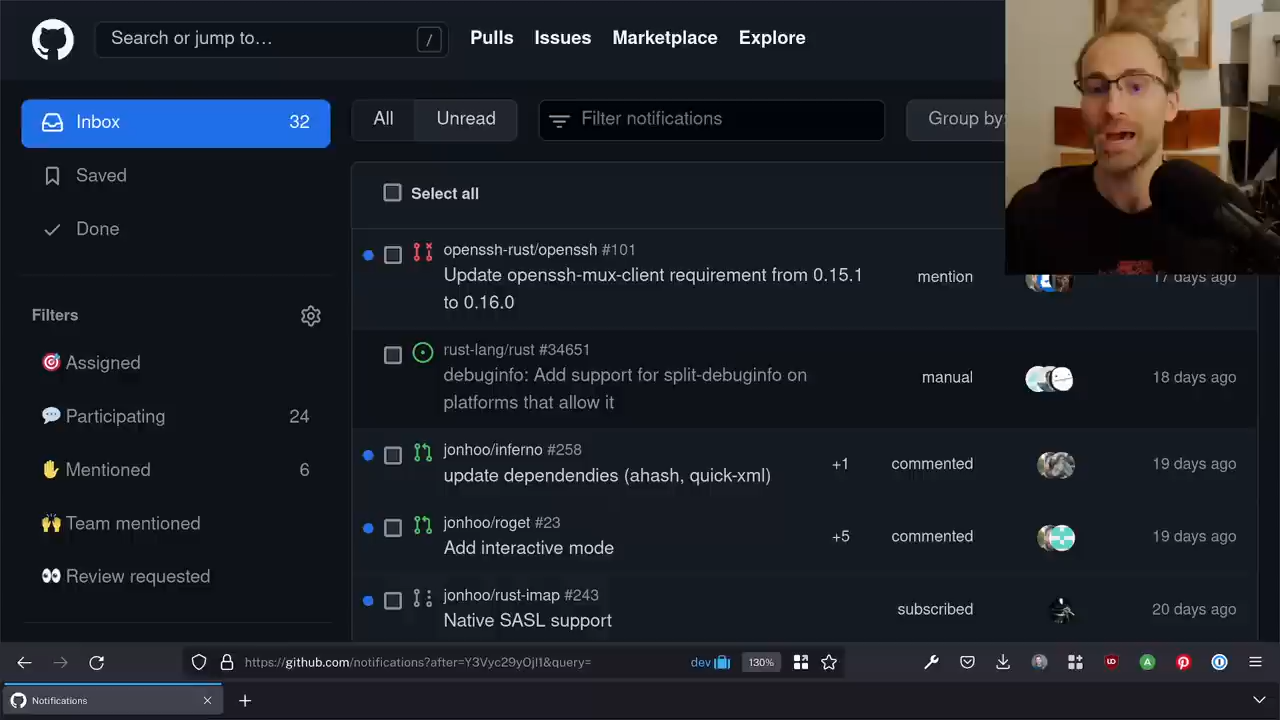 Search or jump to…
/
Pulls
Issues
Marketplace
Explore
Inbox
32
Saved
Done
Filters
Assigned
Participating
24
Mentioned
6
Team mentioned
Review requested
All
Unread
Filter notifications
Group by:
Select all
openssh-rust/openssh #101
Update openssh-mux-client requirement from 0.15.1
to 0.16.0
mention
17 days ago
rust-lang/rust #34651
debuginfo: Add support for split-debuginfo on
platforms that allow it
manual
18 days ago
jonhoo/inferno #258
update dependendies (ahash, quick-xml)
+1
commented
19 days ago
jonhoo/roget #23
Add interactive mode
+5
commented
19 days ago
jonhoo/rust-imap #243
Native SASL support
subscribed
20 days ago
https://github.com/notifications?after=Y3Vyc29yOjI1&query=
dev
130%
Notifications